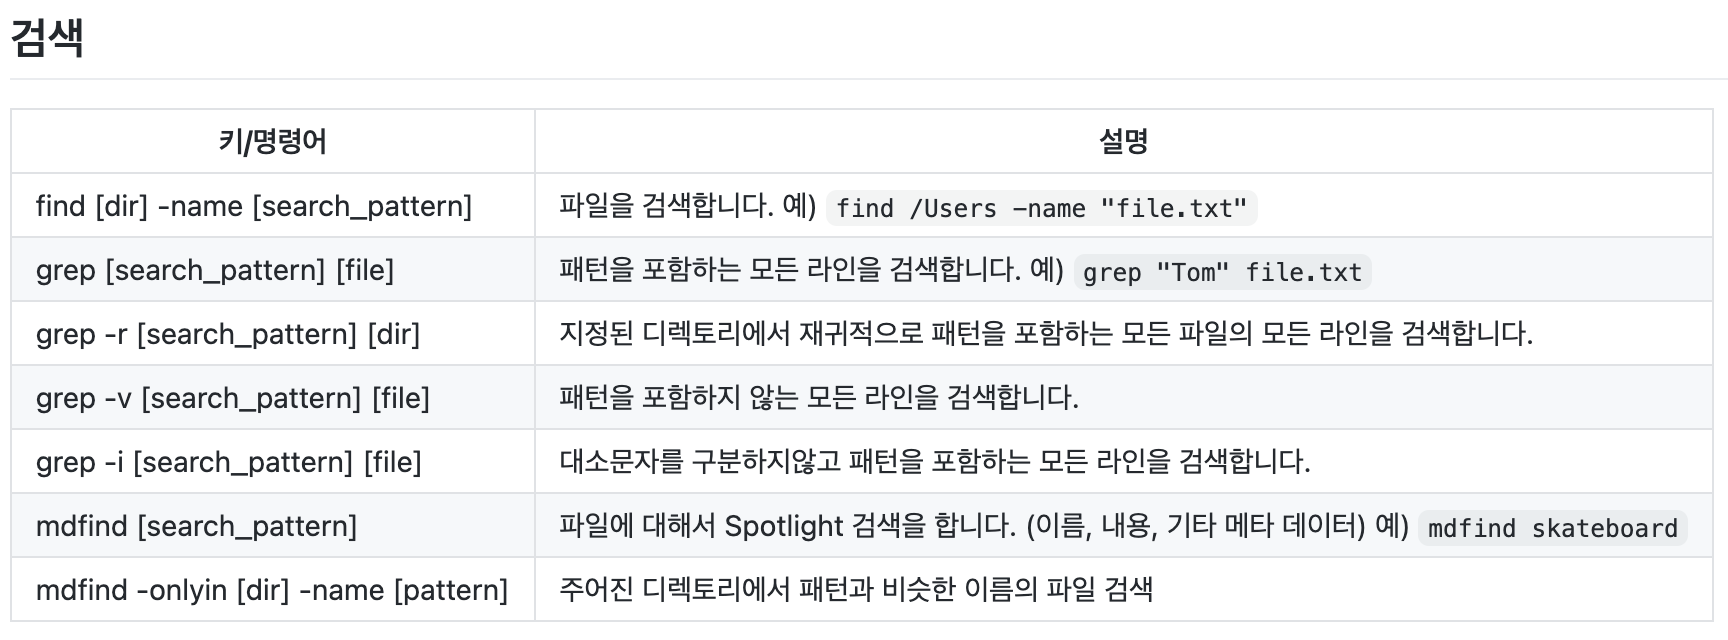 검색
키/명령어 설명
find [dir] -name [search_pattern] 파일을 검색합니다. 예) find /Users -name "file.txt"
grep [search_pattern] [file] 패턴을 포함하는 모든 라인을 검색합니다. 예) grep "Tom" file.txt
grep -r [search_pattern] [dir] 지정된 디렉토리에서 재귀적으로 패턴을 포함하는 모든 파일의 모든 라인을 검색합니다.
grep -v [search_pattern] [file] 패턴을 포함하지 않는 모든 라인을 검색합니다.
grep -i [search_pattern] [file] 대소문자를 구분하지않고 패턴을 포함하는 모든 라인을 검색합니다.
mdfind [search_pattern] 파일에 대해서 Spotlight 검색을 합니다. (이름, 내용, 기타 메타 데이터) 예) mdfind skateboard
mdfind -onlyin [dir] -name [pattern] 주어진 디렉토리에서 패턴과 비슷한 이름의 파일 검색